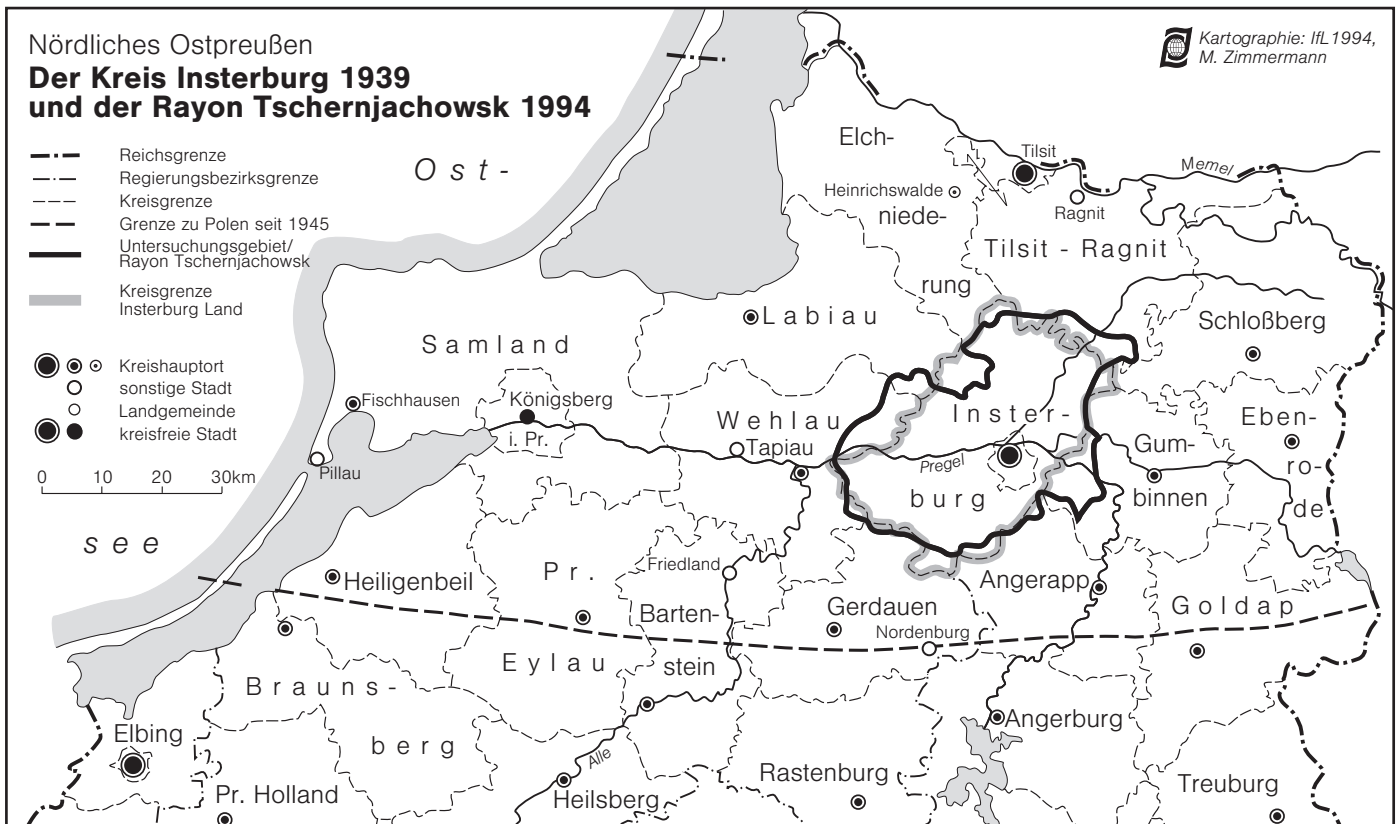 Nördliches Ostpreußen
Der Kreis Insterburg 1939
und der Rayon Tschernjachowsk 1994
Kartographie: IfL1994,
M. Zimmermann
Reichsgrenze
Regierungsbezirksgrenze
Kreisgrenze
Grenze zu Polen seit 1945
Untersuchungsgebiet/
Rayon Tschernjachowsk
Kreisgrenze
Insterburg Land
Kreishauptort
sonstige Stadt
Landgemeinde
kreisfreie Stadt
0 10 20 30km
Ost-
see
Elch-
niede-
rung
Heinrichswalde
Tilsit
Ragnit
Memel
Tilsit - Ragnit
Labiau
Schloßberg
Samland
Fischhausen
Königsberg
i. Pr.
Pillau
Wehlau
Tapiau
Inster-
burg
Pregel
Gum-
binnen
Eben-
ro-
de
Heiligenbeil
Pr.
Eylau
Friedland
Barten-
stein
Gerdauen
Nordenburg
Angerapp
Goldap
Brauns-
berg
Elbing
Pr. Holland
Alle
Heilsberg
Rastenburg
Angerburg
Treuburg